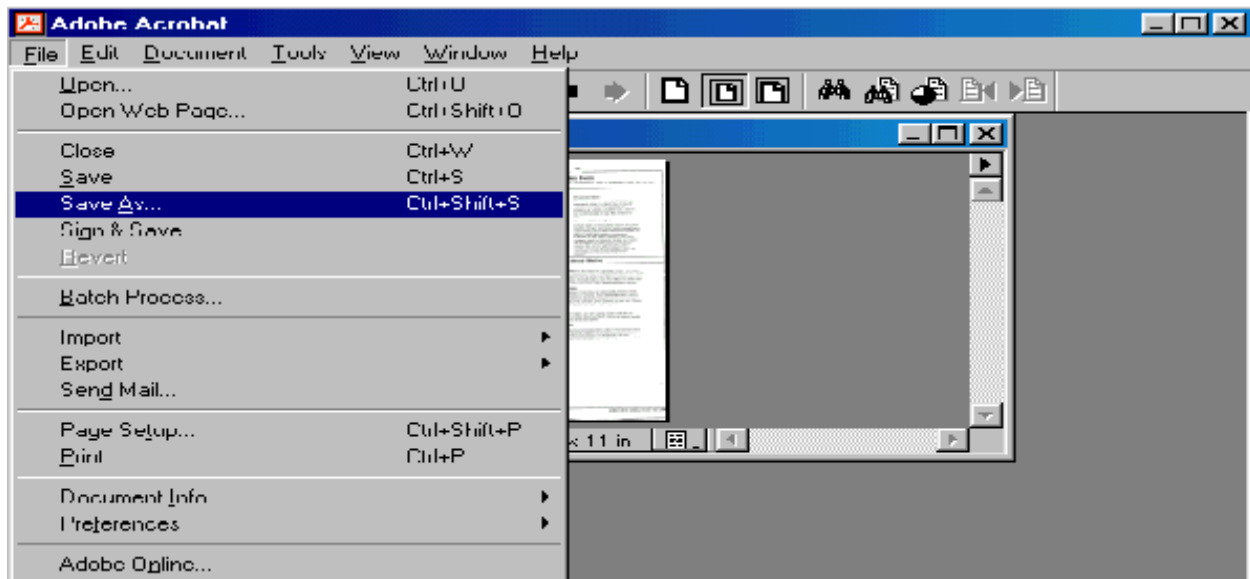 Adobe Acrobat
File Edit Document Tools View Window Help
Open... Ctrl+O
Open Web Page... Ctrl+Shift+O
Close Ctrl+W
Save Ctrl+S
Save As... Ctrl+Shift+S
Sign & Save
Revert
Batch Process...
Import
Export
Send Mail...
Page Setup... Ctrl+Shift+P
Print Ctrl+P
x 11 in
Document Info
Preferences
Adobe Online...